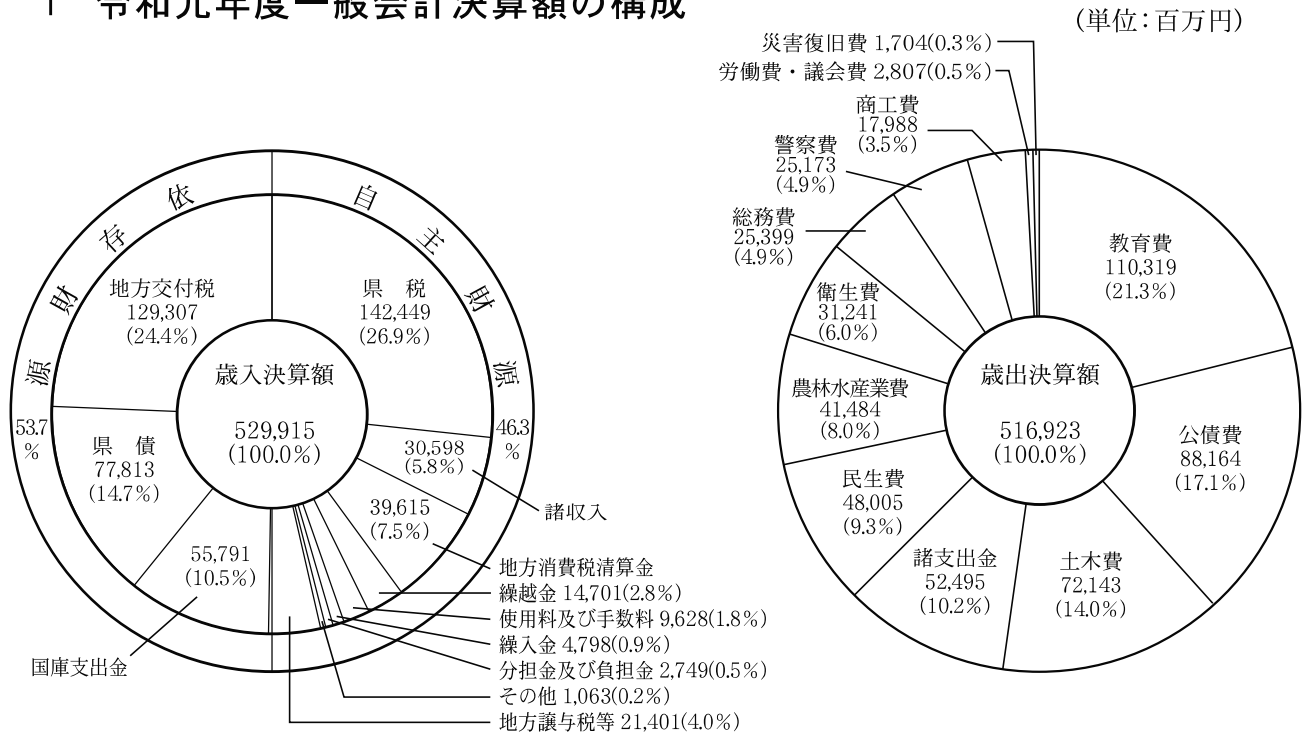 1 令和元年度一般会計決算額の構成
(単位：百万円)
依存財源
53.7
%
自主財源
46.3
%
歳入決算額
529,915
(100.0%)
県　税
142,449
(26.9%)
30,598
(5.8%)
諸収入
39,615
(7.5%)
地方消費税清算金
繰越金 14,701(2.8%)
使用料及び手数料 9,628(1.8%)
繰入金 4,798(0.9%)
分担金及び負担金 2,749(0.5%)
その他 1,063(0.2%)
地方譲与税等 21,401(4.0%)
55,791
(10.5%)
国庫支出金
県　債
77,813
(14.7%)
地方交付税
129,307
(24.4%)
歳出決算額
516,923
(100.0%)
教育費
110,319
(21.3%)
公債費
88,164
(17.1%)
土木費
72,143
(14.0%)
諸支出金
52,495
(10.2%)
民生費
48,005
(9.3%)
農林水産業費
41,484
(8.0%)
衛生費
31,241
(6.0%)
総務費
25,399
(4.9%)
警察費
25,173
(4.9%)
商工費
17,988
(3.5%)
労働費・議会費 2,807(0.5%)
災害復旧費 1,704(0.3%)